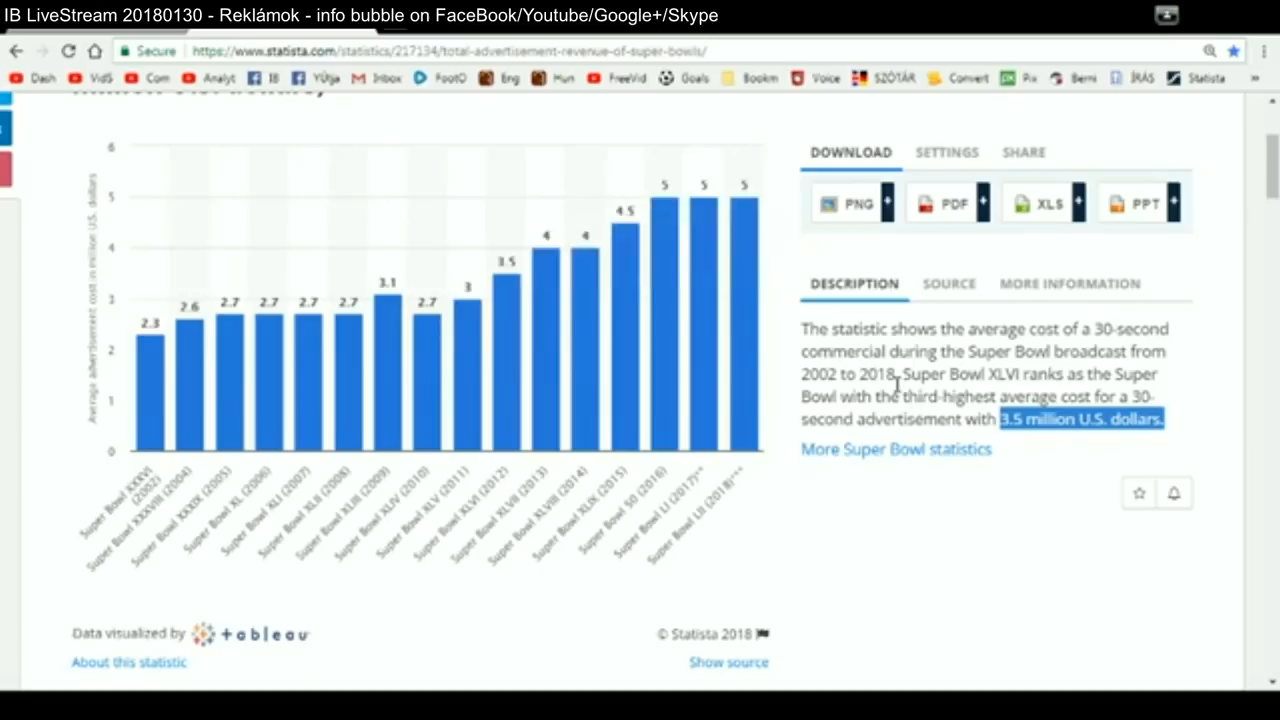 IB LiveStream 20180130 - Reklámok - info bubble on FaceBook/Youtube/Google+/Skype
Secure https://www.statista.com/statistics/217134/total-advertisement-revenue-of-super-bowls/
Dash VidS Com Analyt IB Inbox FootO Eng Hun FreeVid Goals Bookm Voice SZÓTÁR Convert Pix Berni ÍRÁS Statista »
DOWNLOAD SETTINGS SHARE
PNG + PDF + XLS + PPT +
Average advertisement cost in million U.S. dollars
6
5
4
3
2
1
0
2.3 2.6 2.7 2.7 2.7 2.7 3.1 2.7 3 3.5 4 4 4.5 5 5 5
Super Bowl XXXVI (2002)
Super Bowl XXXVIII (2004)
Super Bowl XXXIX (2005)
Super Bowl XL (2006)
Super Bowl XLI (2007)
Super Bowl XLII (2008)
Super Bowl XLIII (2009)
Super Bowl XLIV (2010)
Super Bowl XLV (2011)
Super Bowl XLVI (2012)
Super Bowl XLVII (2013)
Super Bowl XLVIII (2014)
Super Bowl XLIX (2015)
Super Bowl 50 (2016)
Super Bowl LI (2017)**
Super Bowl LII (2018)***
DESCRIPTION SOURCE MORE INFORMATION
The statistic shows the average cost of a 30-second
commercial during the Super Bowl broadcast from
2002 to 2018. Super Bowl XLVI ranks as the Super
Bowl with the third-highest average cost for a 30-
second advertisement with 3.5 million U.S. dollars.
More Super Bowl statistics
Data visualized by +ableau
© Statista 2018
About this statistic
Show source